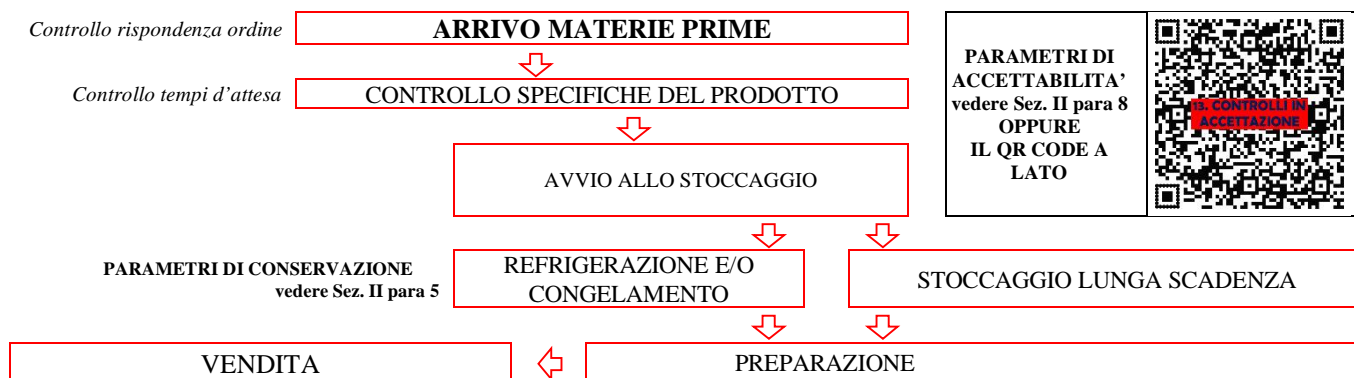 Controllo rispondenza ordine
ARRIVO MATERIE PRIME
Controllo tempi d'attesa
CONTROLLO SPECIFICHE DEL PRODOTTO
PARAMETRI DI
ACCETTABILITA'
vedere Sez. II para 8
OPPURE
IL QR CODE A
LATO
13. CONTROLLI IN
ACCETTAZIONE
AVVIO ALLO STOCCAGGIO
PARAMETRI DI CONSERVAZIONE
vedere Sez. II para 5
REFRIGERAZIONE E/O
CONGELAMENTO
STOCCAGGIO LUNGA SCADENZA
VENDITA
PREPARAZIONE